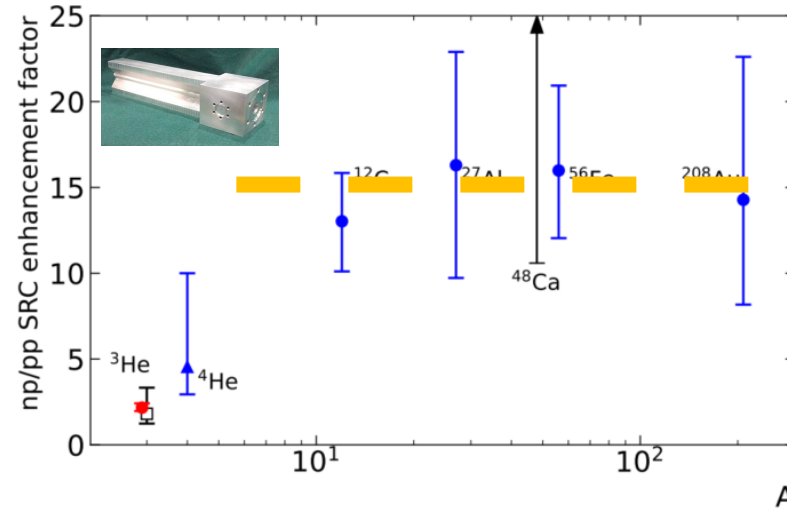 np/pp SRC enhancement factor
25
20
15
10
5
0
¹²C
²⁷Al
⁵⁶Fe
²⁰⁸Au
⁴⁸Ca
³He
⁴He
10¹
10²
A